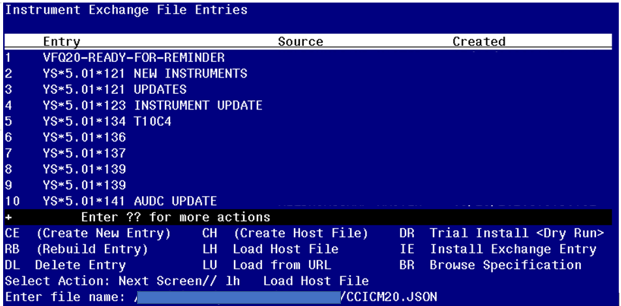 Instrument Exchange File Entries
Entry Source Created
1 VFQ20-READY-FOR-REMINDER
2 YS*5.01*121 NEW INSTRUMENTS
3 YS*5.01*121 UPDATES
4 YS*5.01*123 INSTRUMENT UPDATE
5 YS*5.01*134 T10C4
6 YS*5.01*136
7 YS*5.01*137
8 YS*5.01*139
9 YS*5.01*139
10 YS*5.01*141 AUDC UPDATE
+ Enter ?? for more actions
CE (Create New Entry) CH (Create Host File) DR Trial Install <Dry Run>
RB (Rebuild Entry) LH Load Host File IE Install Exchange Entry
DL Delete Entry LU Load from URL BR Browse Specification
Select Action: Next Screen// lh Load Host File
Enter file name: /CCICM20.JSON